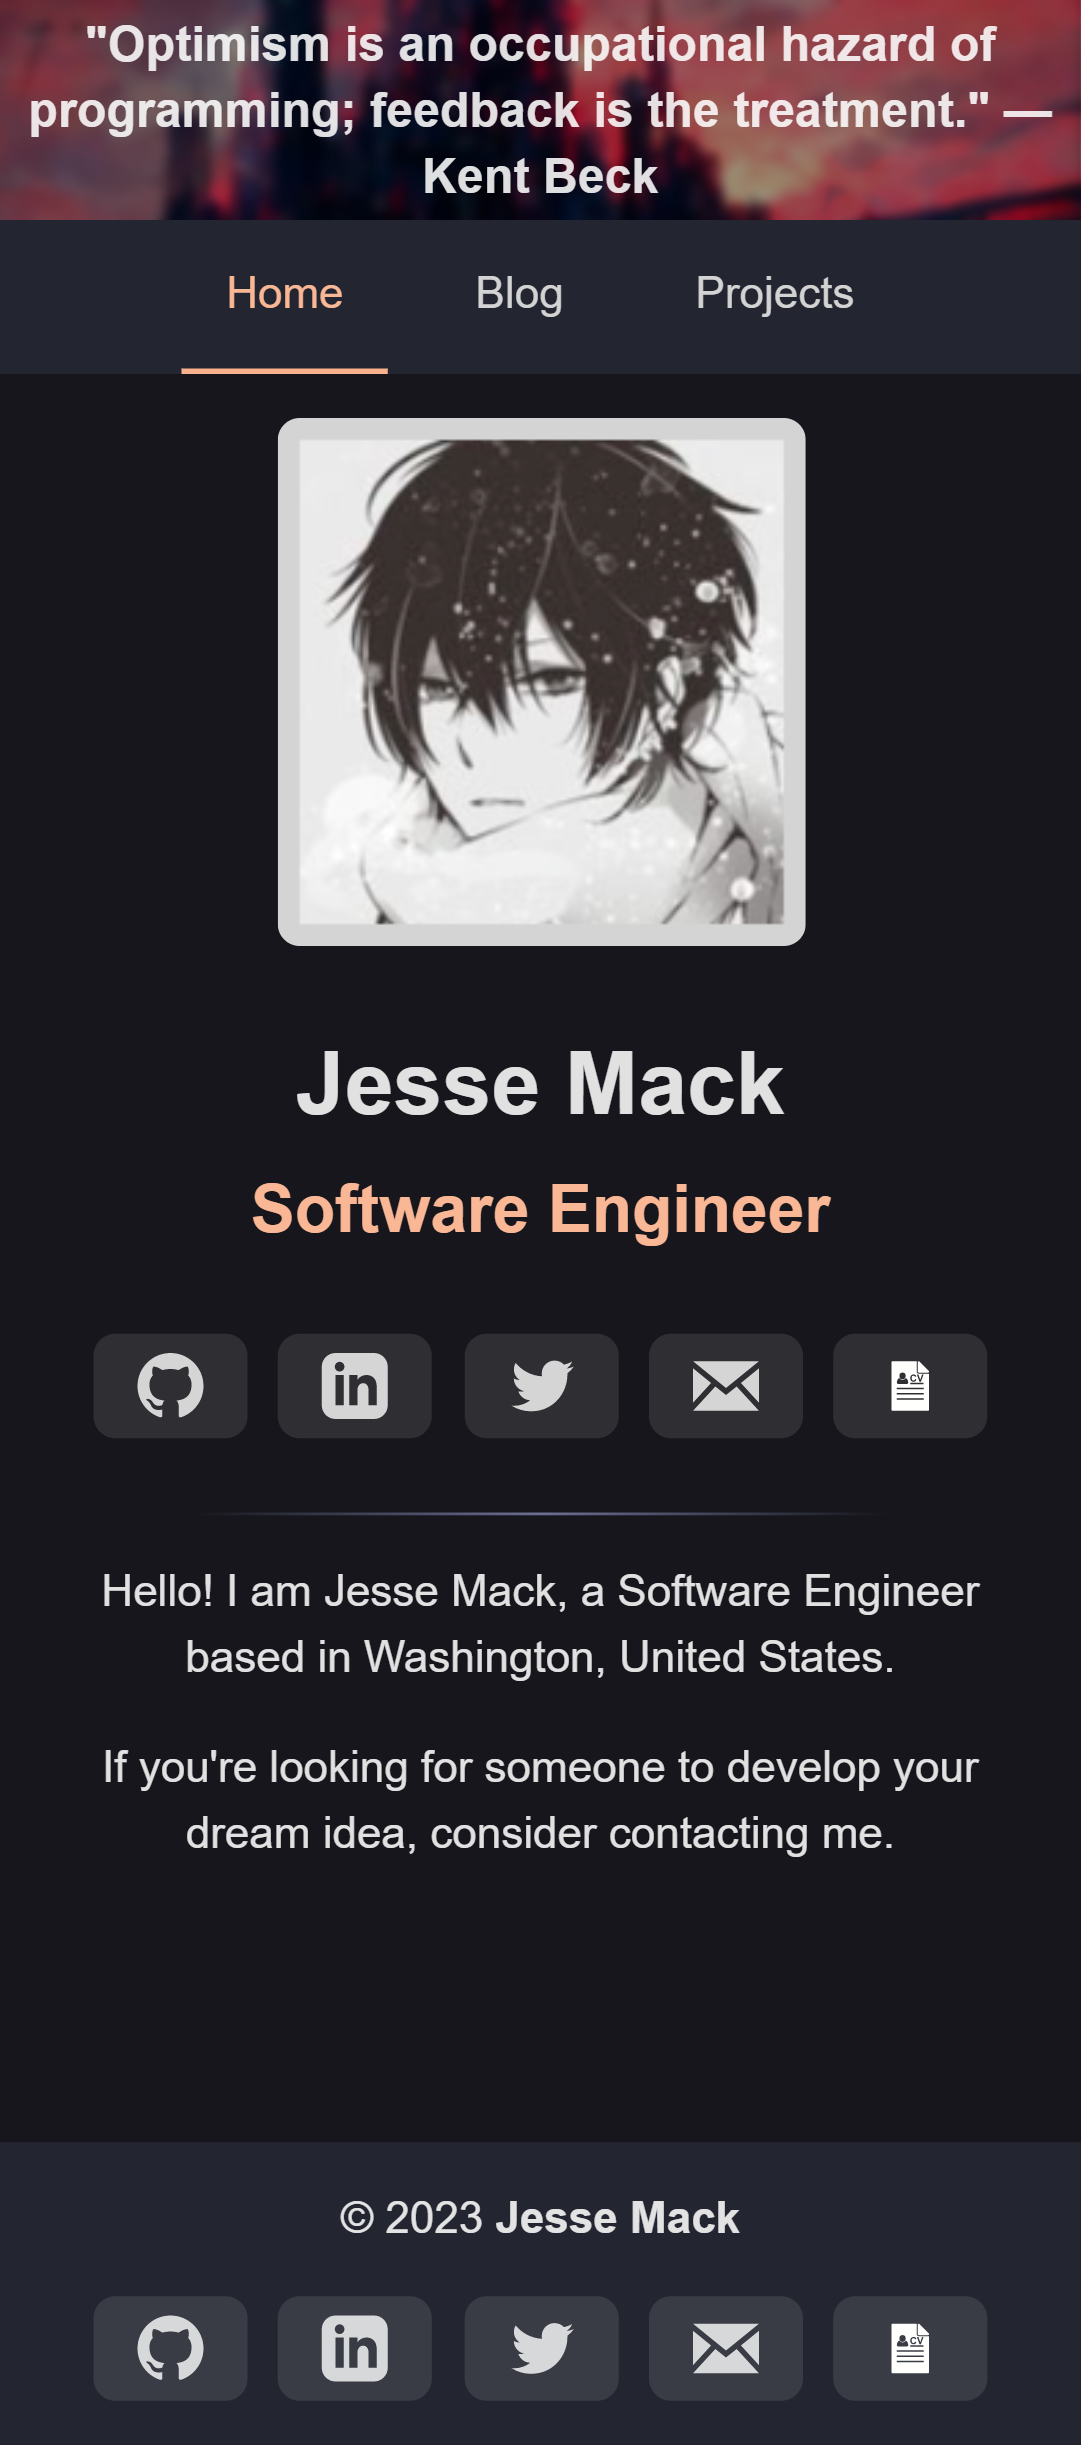 "Optimism is an occupational hazard of
programming; feedback is the treatment." —
Kent Beck
Home Blog Projects
Jesse Mack
Software Engineer
in
CV
Hello! I am Jesse Mack, a Software Engineer
based in Washington, United States.
If you're looking for someone to develop your
dream idea, consider contacting me.
© 2023 Jesse Mack
in
CV